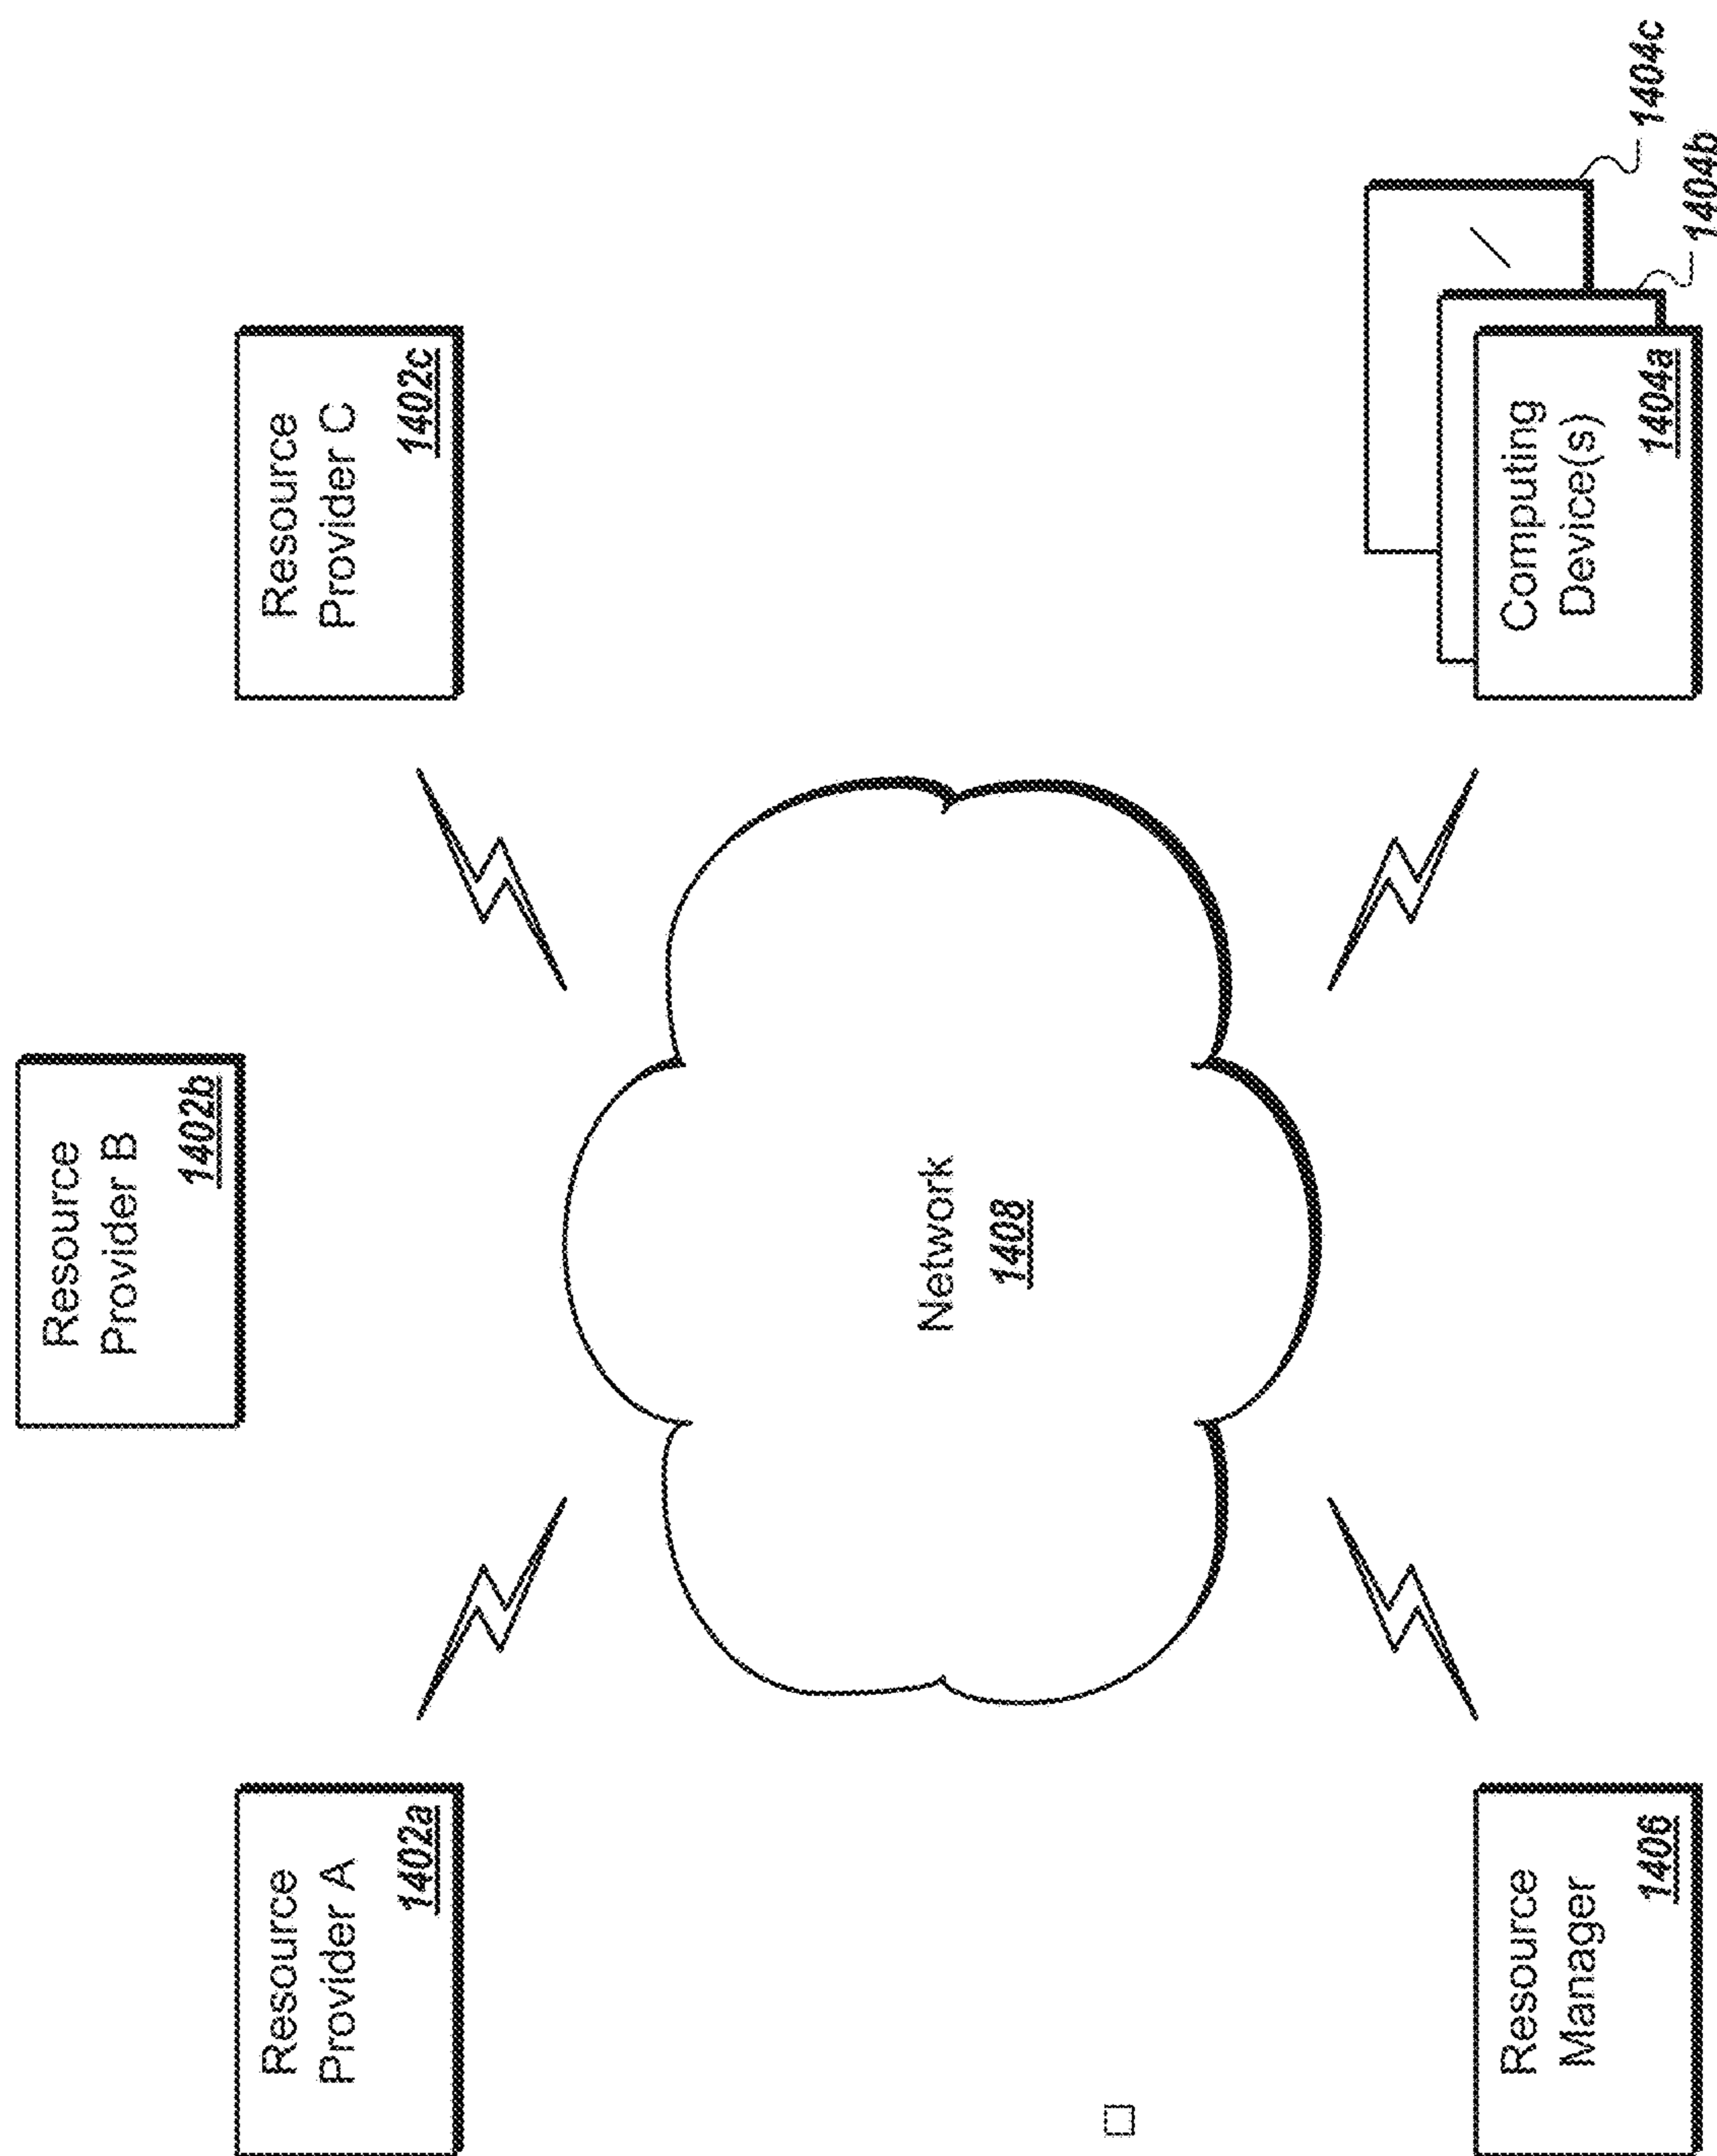 Resource
Provider B
1402b
Resource
Provider A
1402a
Resource
Provider C
1402c
Network
1408
Resource
Manager
1406
Computing
Device(s)
1404a
1404b
1404c